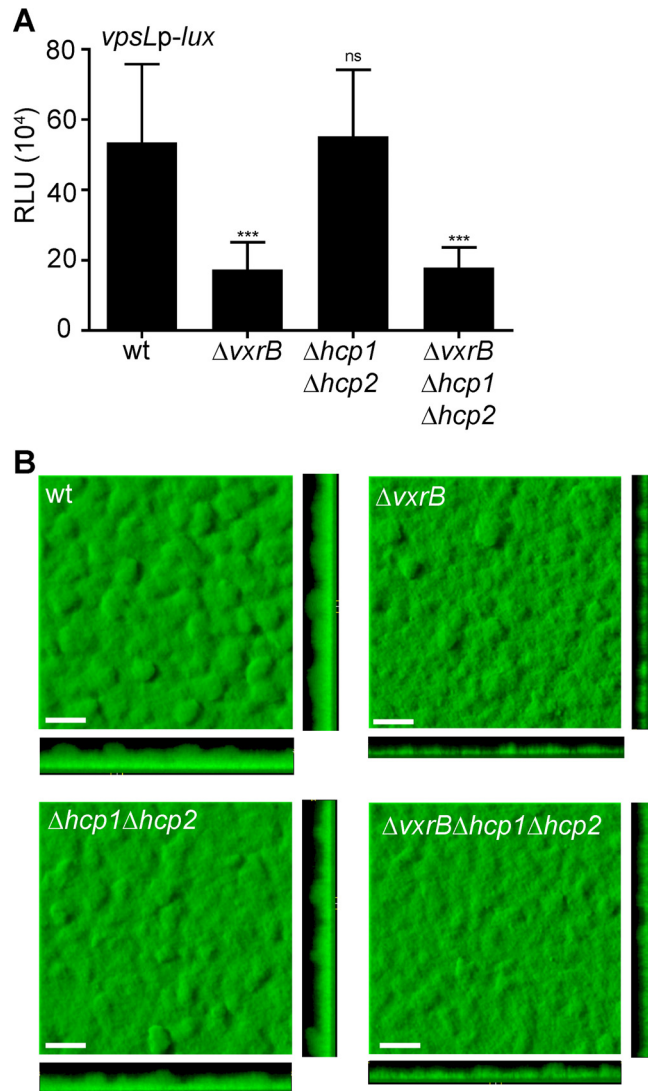 A
vpsLp-lux
80
60
40
20
0
RLU (10⁴)
***
ns
***
wt
ΔvxrB
Δhcp1
Δhcp2
ΔvxrB
Δhcp1
Δhcp2
B
wt
ΔvxrB
Δhcp1Δhcp2
ΔvxrBΔhcp1Δhcp2